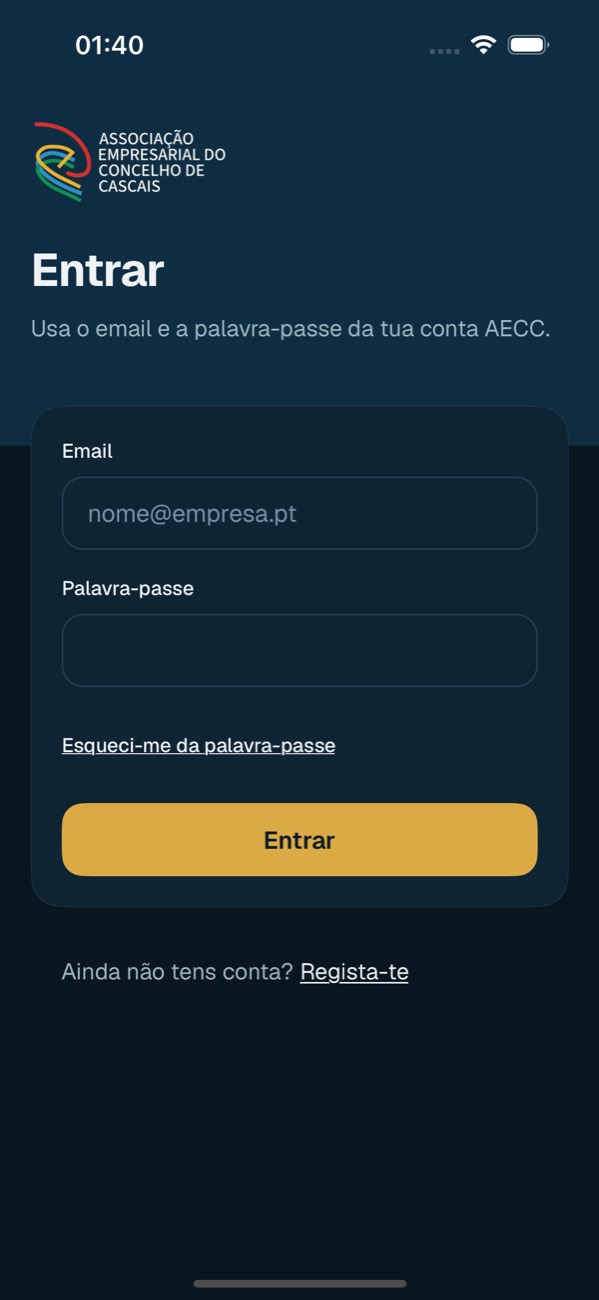 01:40
ASSOCIAÇÃO
EMPRESARIAL DO
CONCELHO DE
CASCAIS
Entrar
Usa o email e a palavra-passe da tua conta AECC.
Email
nome@empresa.pt
Palavra-passe
Esqueci-me da palavra-passe
Entrar
Ainda não tens conta? Regista-te